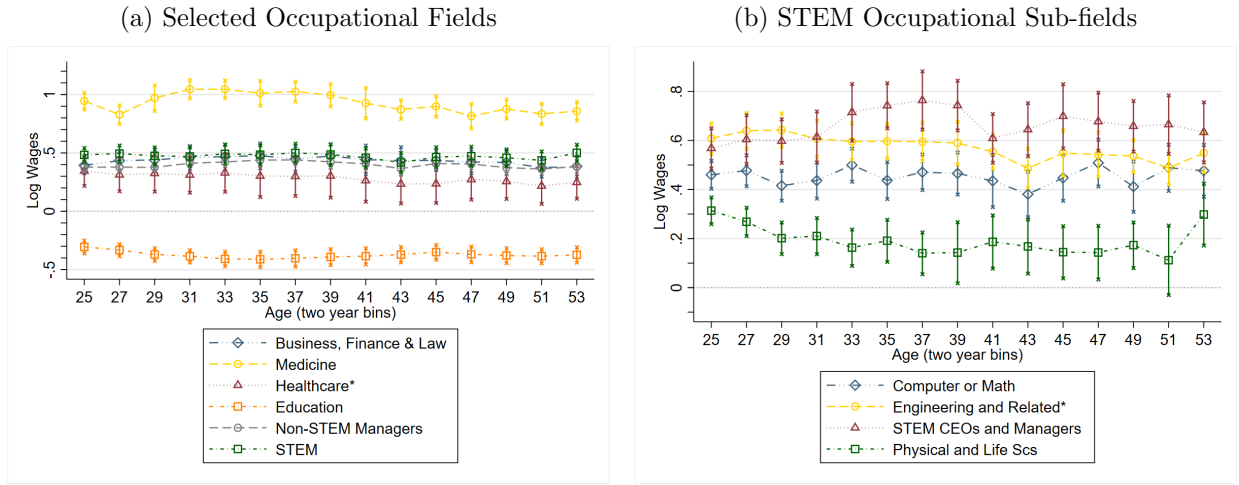 (a) Selected Occupational Fields
Log Wages
1
.5
0
-.5
25 27 29 31 33 35 37 39 41 43 45 47 49 51 53
Age (two year bins)
Business, Finance & Law
Medicine
Healthcare*
Education
Non-STEM Managers
STEM
(b) STEM Occupational Sub-fields
Log Wages
.8
.6
.4
.2
0
25 27 29 31 33 35 37 39 41 43 45 47 49 51 53
Age (two year bins)
Computer or Math
Engineering and Related*
STEM CEOs and Managers
Physical and Life Scs